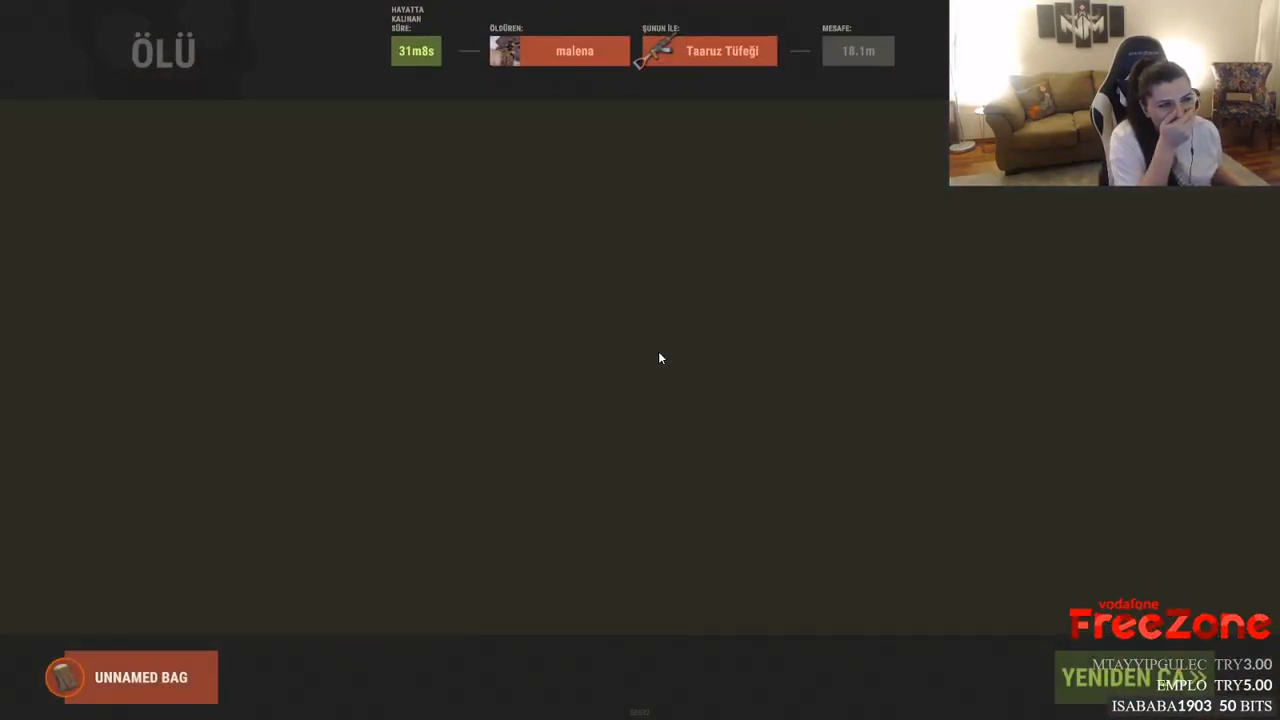 ÖLÜ
HAYATTA
KALINAN
SÜRE:
31m8s
ÖLDÜREN:
malena
ŞUNUN İLE:
Taaruz Tüfeği
MESAFE:
18.1m
UNNAMED BAG
vodafone
FreeZone
YENIDEN
MTAYYIPGULEC TRY3.00
EMPLO TRY5.00
ISABABA1903 50 BITS